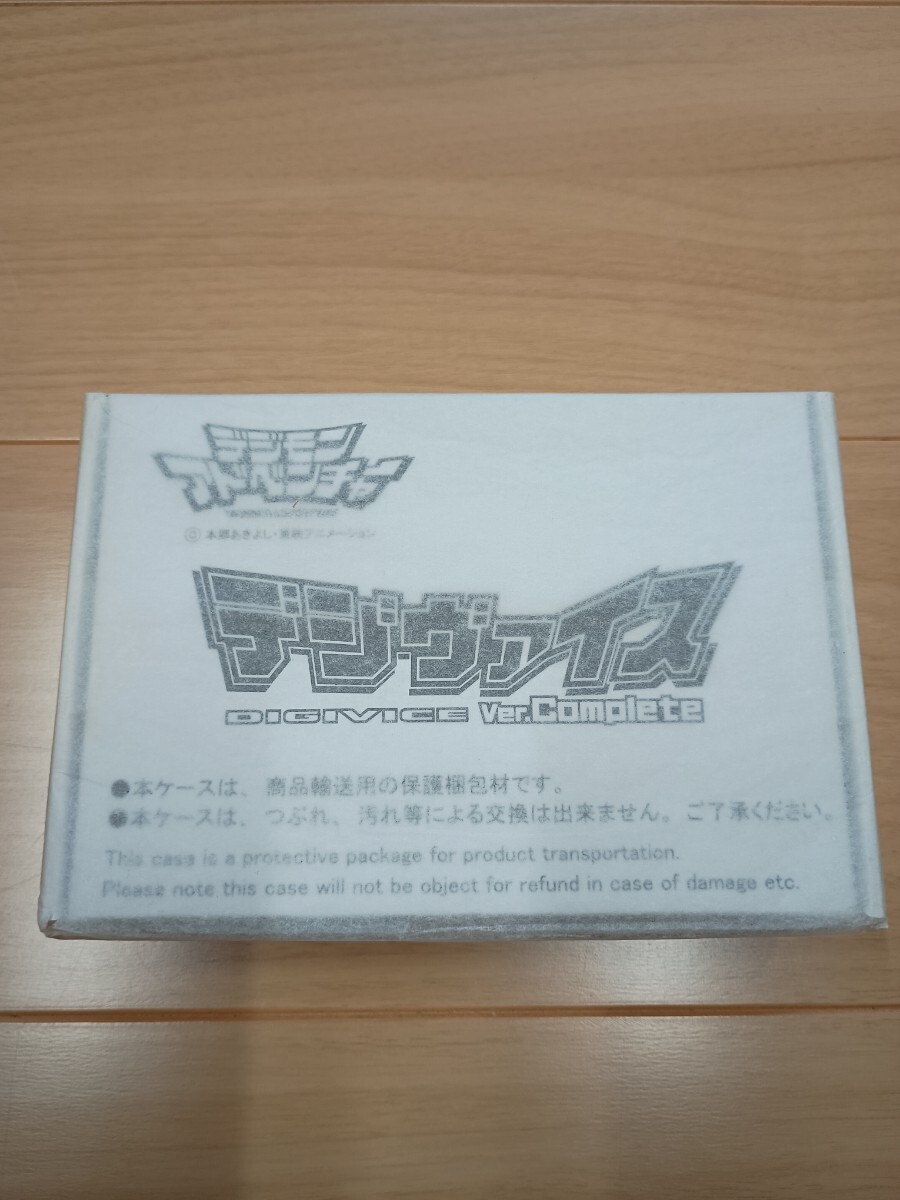 デジモン
アドベンチャー
© 本郷あきよし・東映アニメーション
デジヴァイス
DIGIVICE Ver.Complete
●本ケースは、商品輸送用の保護梱包材です。
●本ケースは、つぶれ、汚れ等による交換は出来ません。ご了承ください。
This case is a protective package for product transportation.
Please note this case will not be object for refund in case of damage etc.